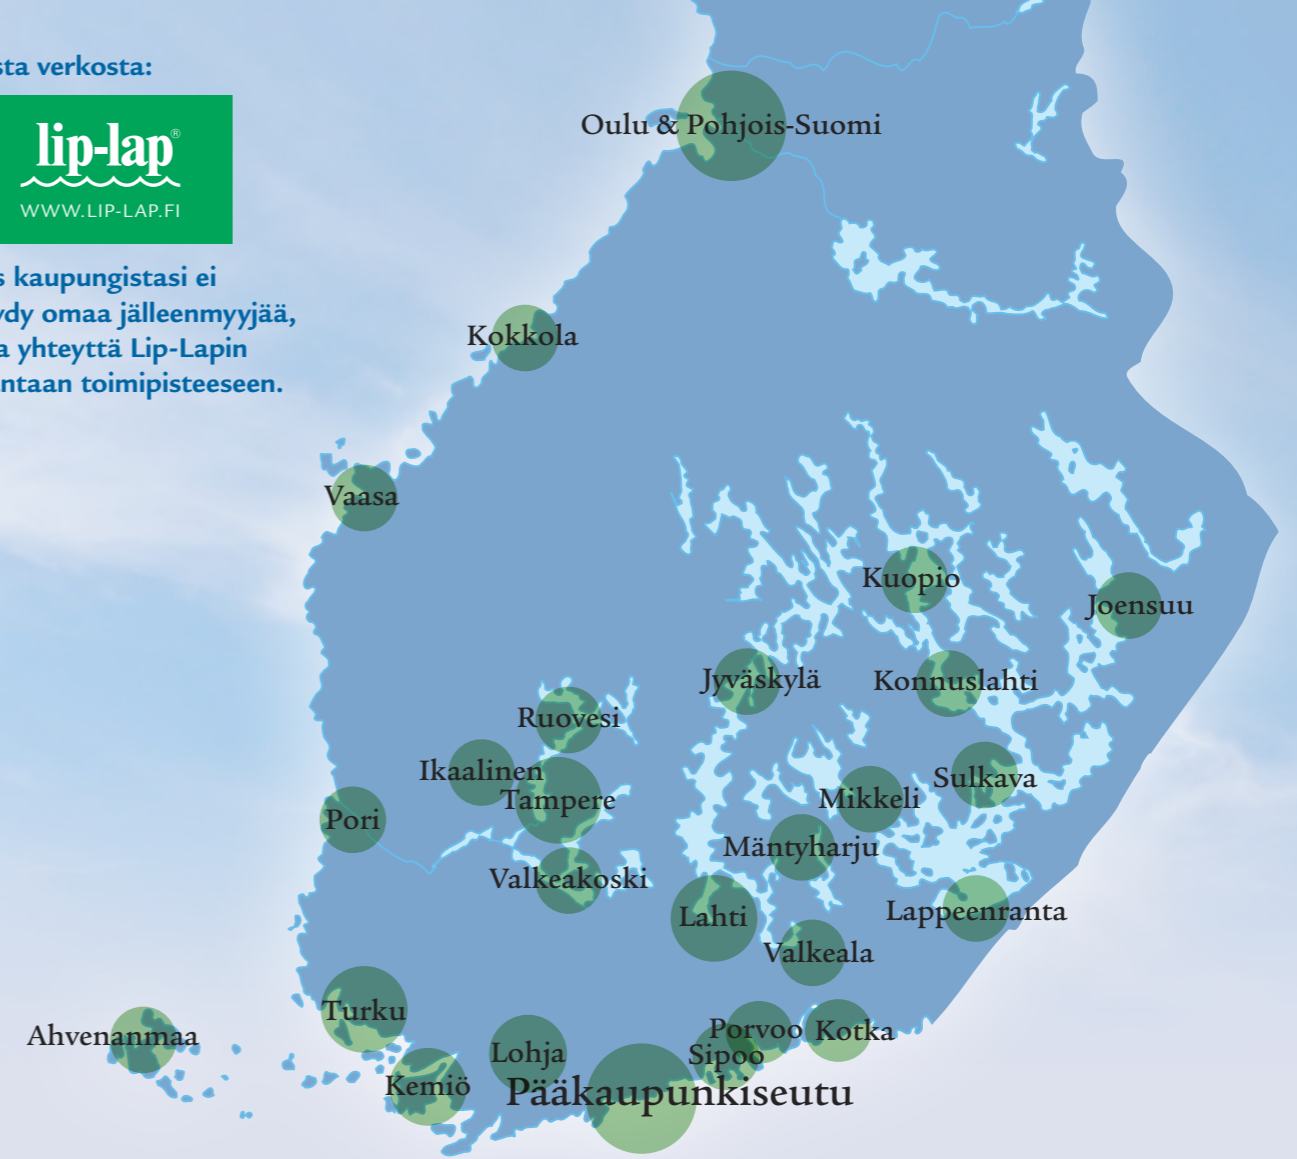 sta verkosta:
lip-lap®
WWW.LIP-LAP.FI
s kaupungistasi ei
ydy omaa jälleenmyyjää,
a yhteyttä Lip-Lapin
ntaan toimipisteeseen.
Oulu & Pohjois-Suomi
Kokkola
Vaasa
Kuopio
Joensuu
Jyväskylä
Konnuslahti
Ruovesi
Ikaalinen
Tampere
Sulkava
Mikkeli
Pori
Mäntyharju
Valkeakoski
Lahti
Lappeenranta
Valkeala
Turku
Ahvenanmaa
Porvoo
Kotka
Lohja
Sipoo
Kemiö
Pääkaupunkiseutu